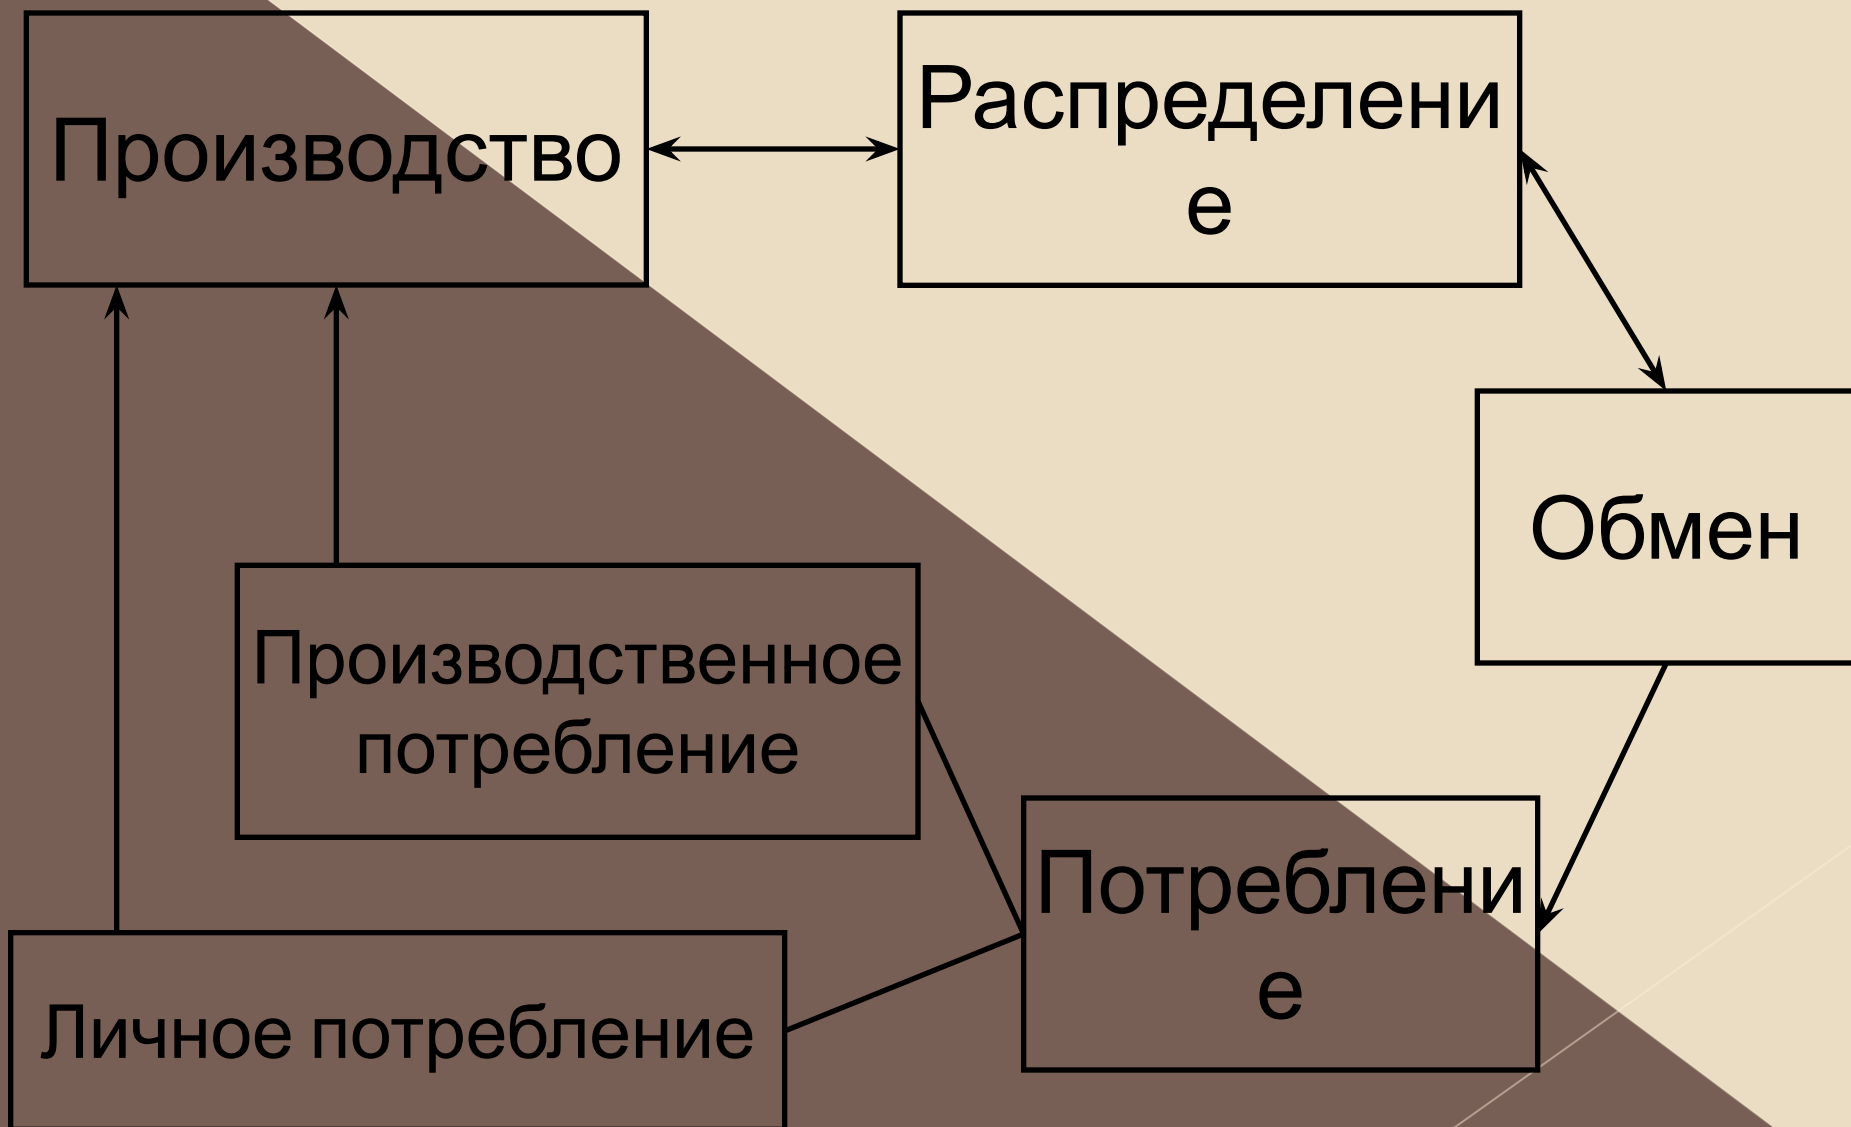 Производство
Распределени
е
Обмен
Производственное
потребление
Потреблени
е
Личное потребление